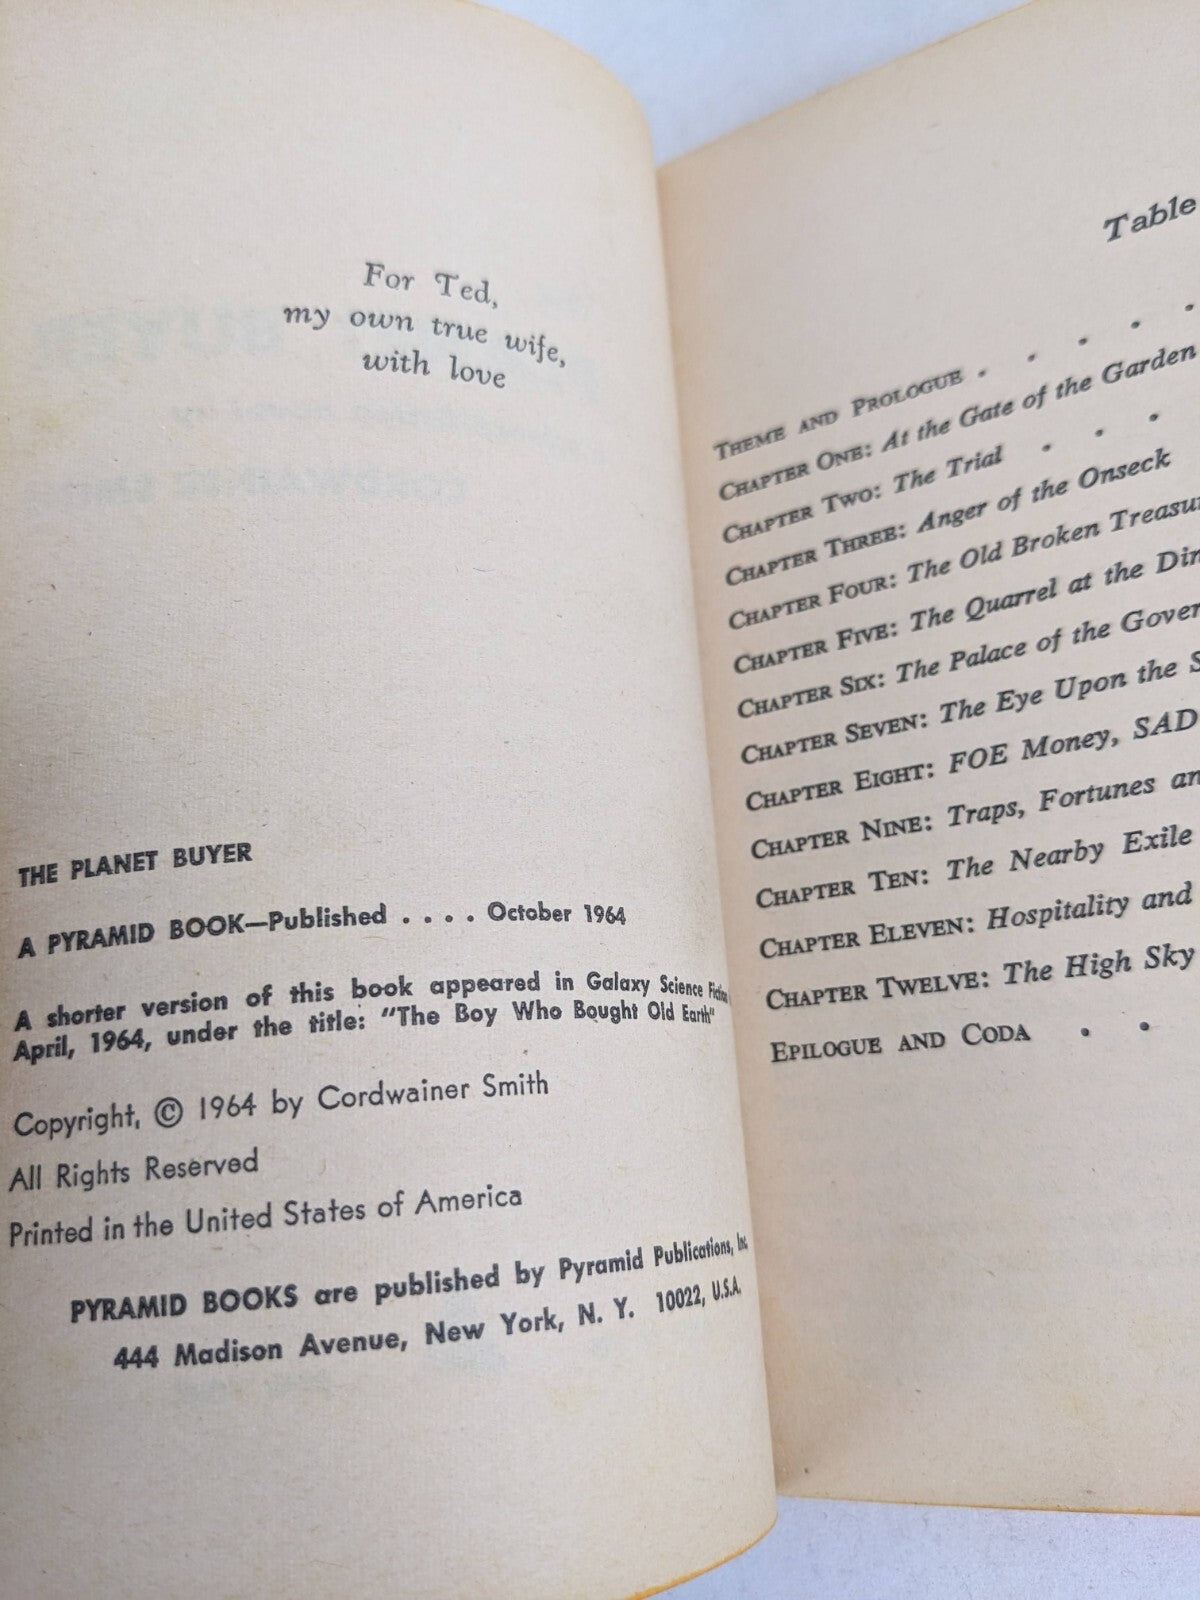 For Ted,
my own true wife,
with love
THE PLANET BUYER
A PYRAMID BOOK—Published . . . . October 1964
A shorter version of this book appeared in Galaxy Science Fiction
April, 1964, under the title: "The Boy Who Bought Old Earth"
Copyright, © 1964 by Cordwainer Smith
All Rights Reserved
Printed in the United States of America
PYRAMID BOOKS are published by Pyramid Publications, Inc.
444 Madison Avenue, New York, N. Y. 10022, U.S.A.
Table
THEME AND PROLOGUE . . . . .
CHAPTER ONE: At the Gate of the Garden
CHAPTER TWO: The Trial . . .
CHAPTER THREE: Anger of the Onseck
CHAPTER FOUR: The Old Broken
CHAPTER FIVE: The Quarrel at the
CHAPTER SIX: The Palace of the
CHAPTER SEVEN: The Eye Upon the
CHAPTER EIGHT: FOE Money, SAD
CHAPTER NINE: Traps, Fortunes
CHAPTER TEN: The Nearby Exile
CHAPTER ELEVEN: Hospitality and
CHAPTER TWELVE: The High Sky
EPILOGUE AND CODA . .